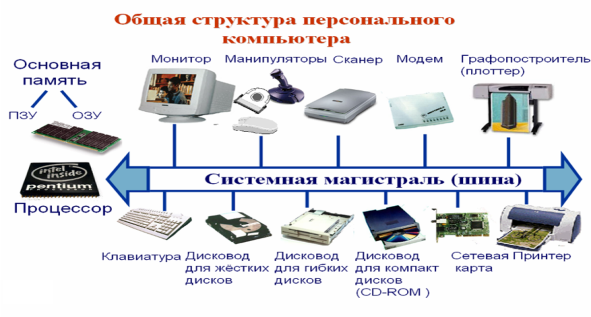 Общая структура персонального
компьютера
Основная
память
ПЗУ ОЗУ
Монитор
Манипуляторы
Сканер
Модем
Графопостроитель
(плоттер)
intel
inside
pentium
Процессор
Системная магистраль (шина)
Клавиатура
Дисковод
для жёстких
дисков
Дисковод
для гибких
дисков
Дисковод
для компакт
дисков
(CD-ROM )
Сетевая
карта
Принтер